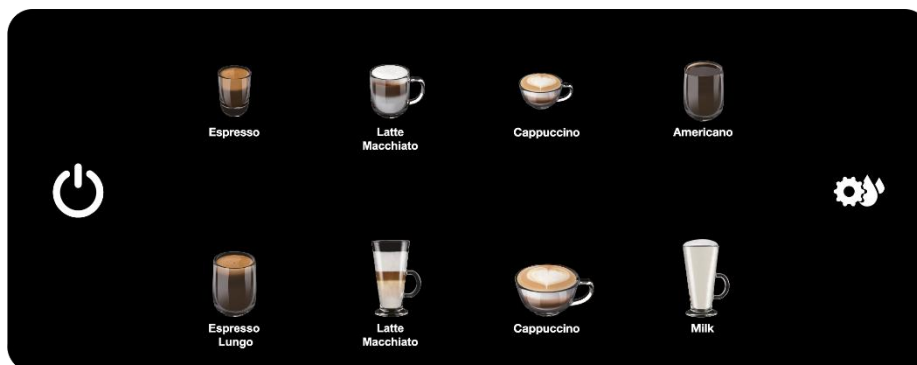 Espresso
Latte
Macchiato
Cappuccino
Americano
Espresso
Lungo
Latte
Macchiato
Cappuccino
Milk